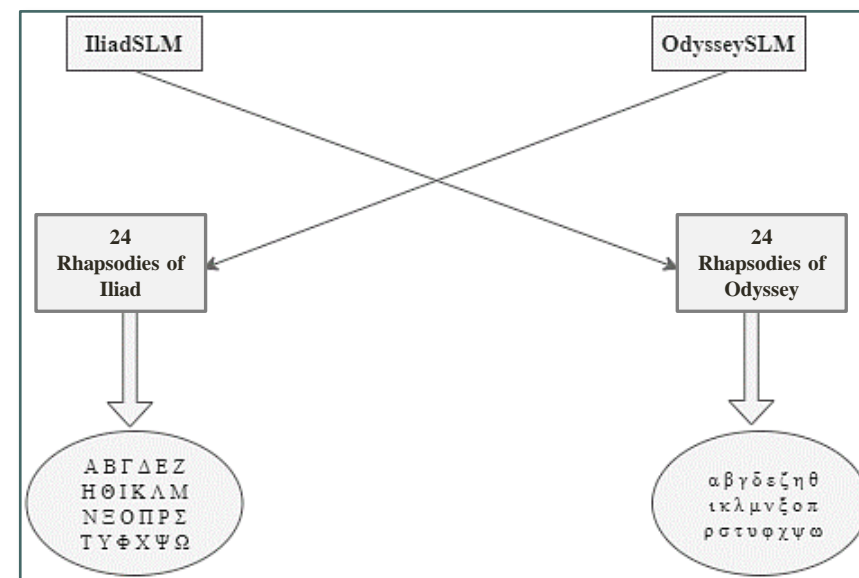 IliadSLM
OdysseySLM
24
Rhapsodies of
Iliad
24
Rhapsodies of
Odyssey
Α Β Γ Δ Ε Ζ
Η Θ Ι Κ Λ Μ
Ν Ξ Ο Π Ρ Σ
Τ Υ Φ Χ Ψ Ω
α β γ δ ε ζ η θ
ι κ λ μ ν ξ ο π
ρ σ τ υ φ χ ψ ω